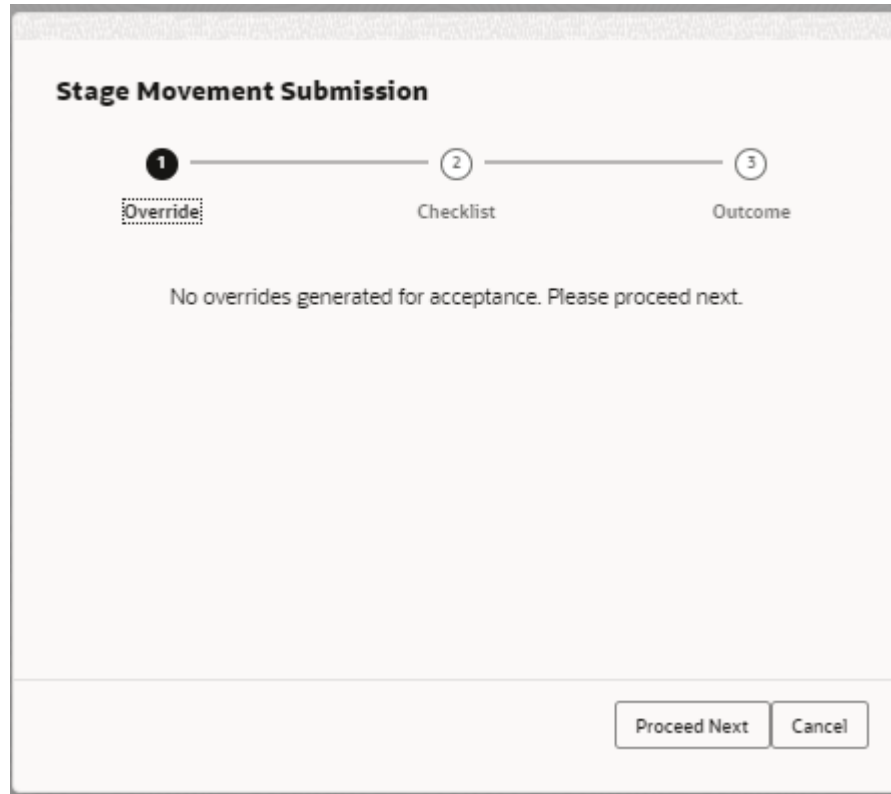 Stage Movement Submission
1 2 3
Override Checklist Outcome
No overrides generated for acceptance. Please proceed next.
Proceed Next Cancel